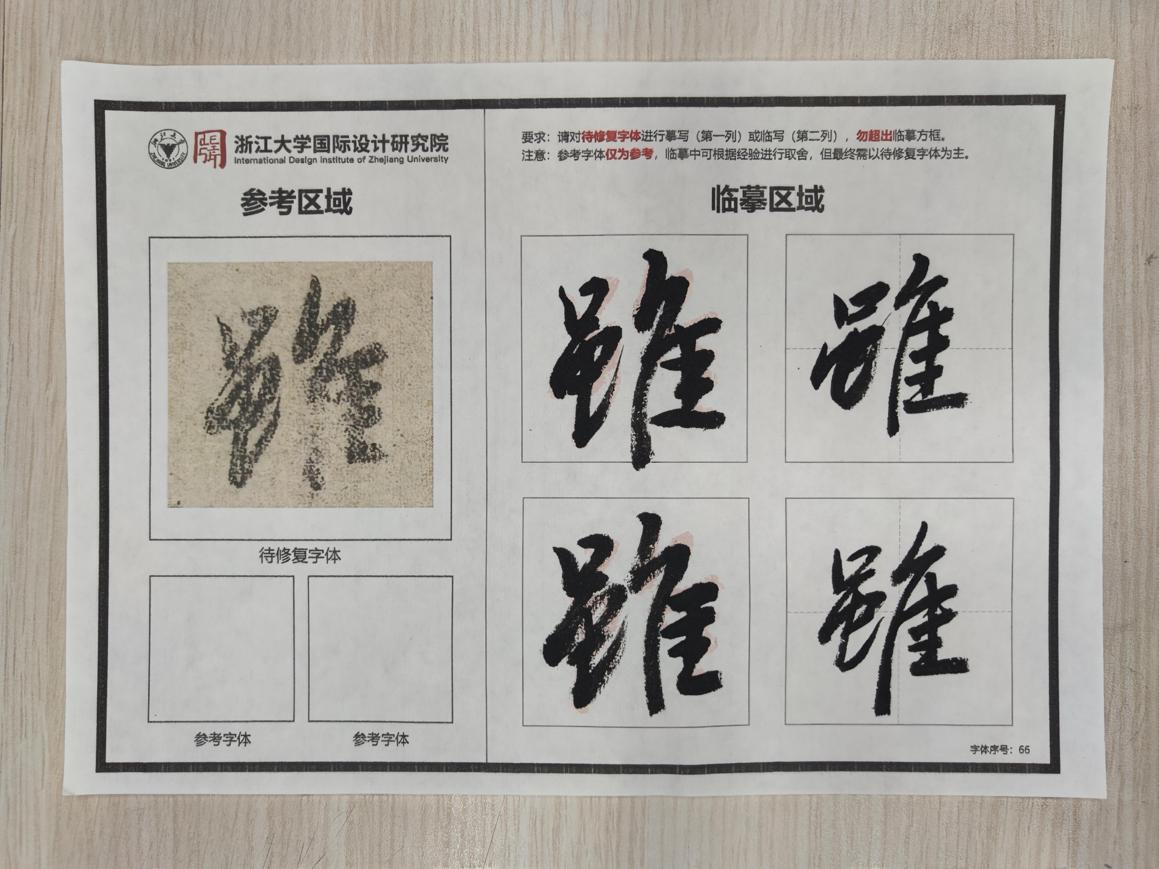 浙江大学国际设计研究院
International Design Institute of Zhejiang University
参考区域
雖
待修复字体
参考字体 参考字体
要求：请对待修复字体进行摹写（第一列）或临写（第二列），勿超出临摹方框。
注意：参考字体仅为参考，临摹中可根据经验进行取舍，但最终需以待修复字体为主。
临摹区域
雖 雖
雖 雖
字体序号：66